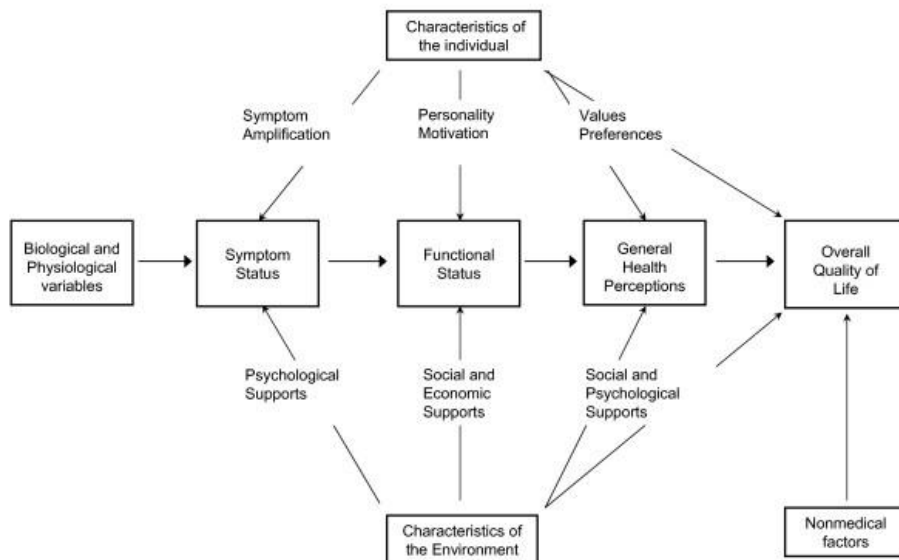 Characteristics of
the individual
Symptom
Amplification
Personality
Motivation
Values
Preferences
Biological and
Physiological
variables
Symptom
Status
Functional
Status
General
Health
Perceptions
Overall
Quality of
Life
Psychological
Supports
Social and
Economic
Supports
Social and
Psychological
Supports
Characteristics of
the Environment
Nonmedical
factors